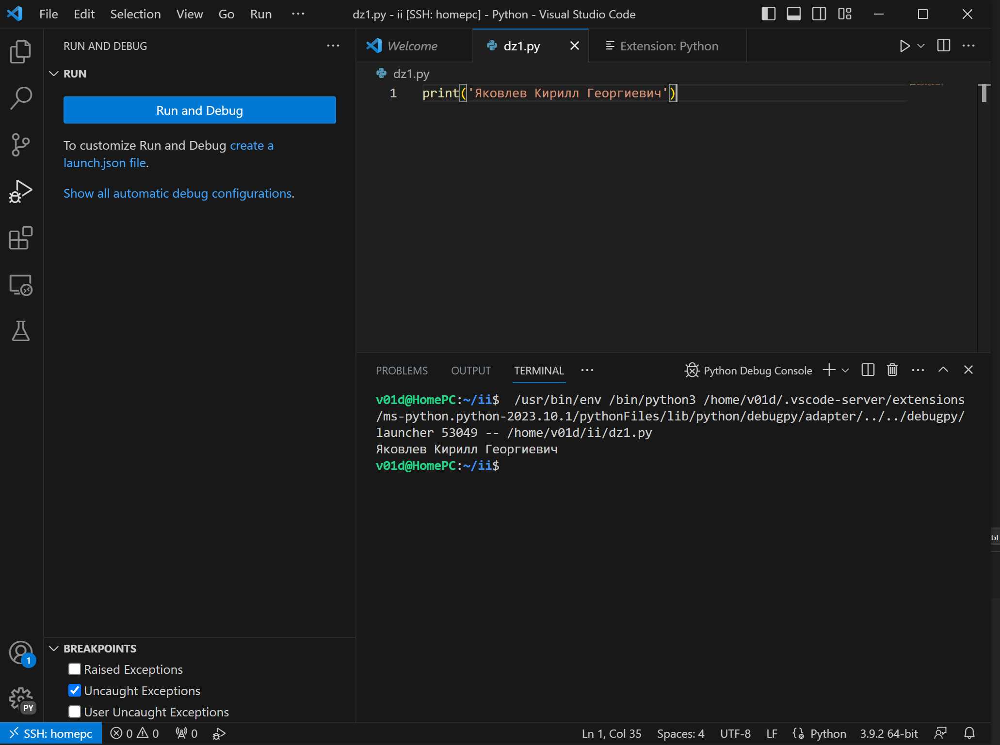 File Edit Selection View Go Run ···
dz1.py - ii [SSH: homepc] - Python - Visual Studio Code
RUN AND DEBUG
RUN
Run and Debug
To customize Run and Debug create a
launch.json file.
Show all automatic debug configurations.
Welcome
dz1.py
Extension: Python
dz1.py
1 print('Яковлев Кирилл Георгиевич')
PROBLEMS OUTPUT TERMINAL ···
Python Debug Console
v01d@HomePC:~/ii$  /usr/bin/env /bin/python3 /home/v01d/.vscode-server/extensions
/ms-python.python-2023.10.1/pythonFiles/lib/python/debugpy/adapter/../../debugpy/
launcher 53049 -- /home/v01d/ii/dz1.py
Яковлев Кирилл Георгиевич
v01d@HomePC:~/ii$
ы
BREAKPOINTS
Raised Exceptions
Uncaught Exceptions
User Uncaught Exceptions
1
PY
SSH: homepc 0 0 0
Ln 1, Col 35 Spaces: 4 UTF-8 LF Python 3.9.2 64-bit